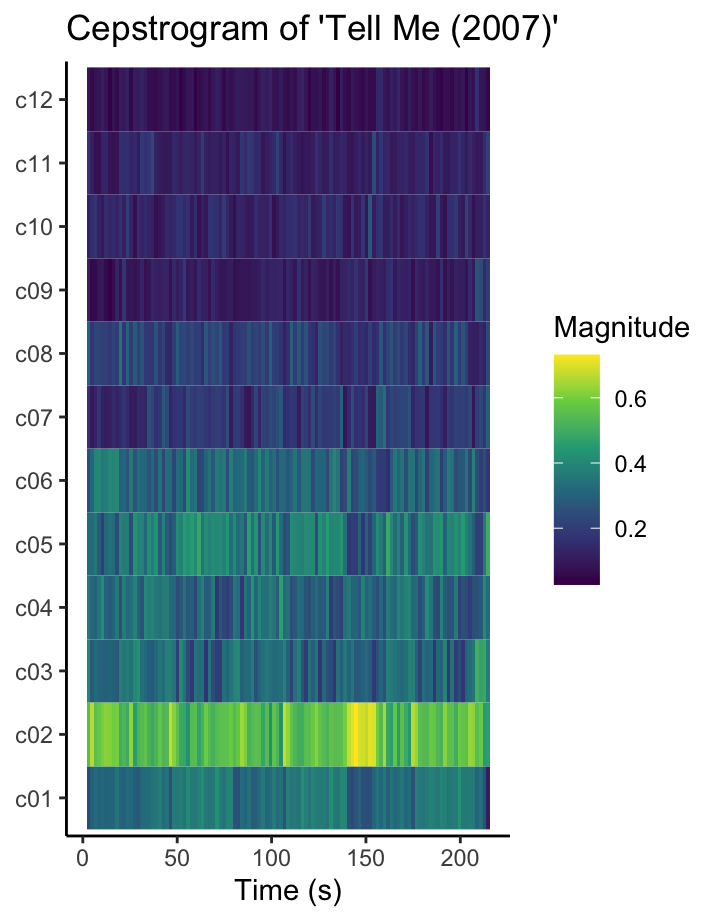 Cepstrogram of 'Tell Me (2007)'
c12
c11
c10
c09
c08
c07
c06
c05
c04
c03
c02
c01
0 50 100 150 200
Time (s)
Magnitude
0.6
0.4
0.2